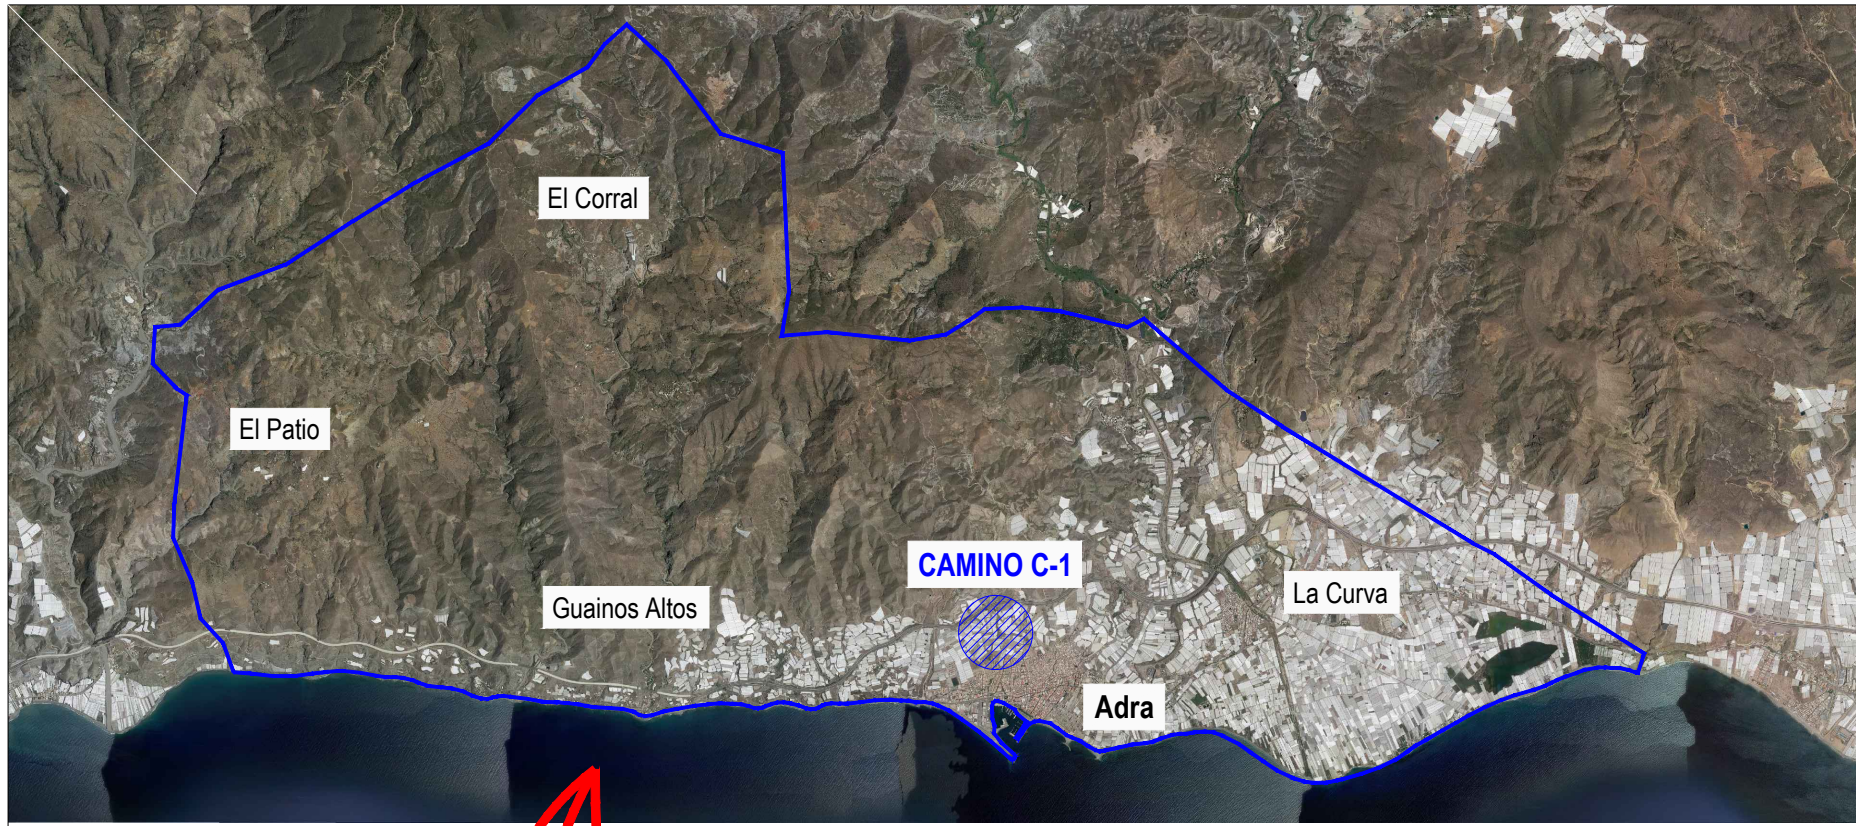 El Corral
El Patio
CAMINO C-1
Guainos Altos
La Curva
Adra